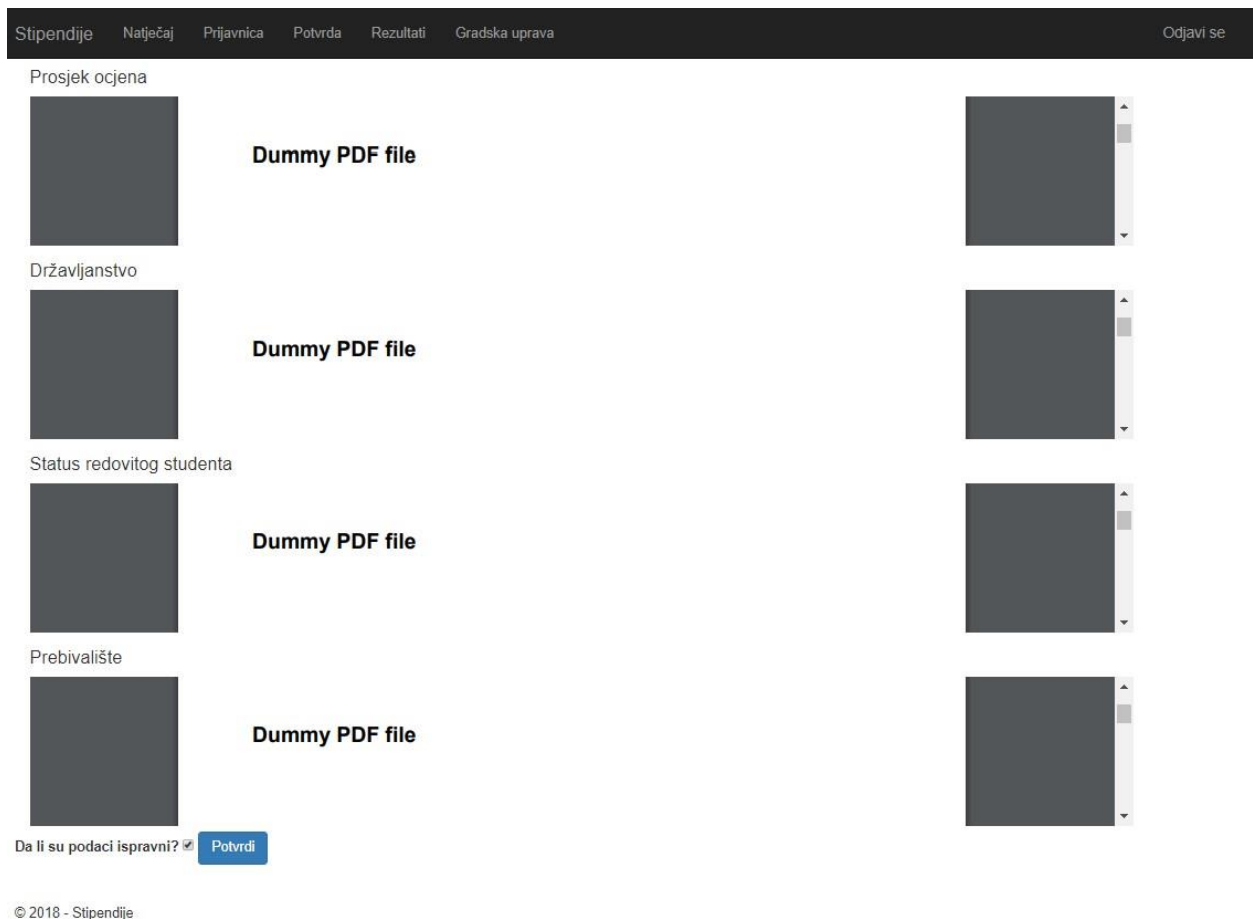 Stipendije Natječaj Prijavnica Potvrda Rezultati Gradska uprava Odjavi se
Prosjek ocjena
Dummy PDF file
Državljanstvo
Dummy PDF file
Status redovitog studenta
Dummy PDF file
Prebivalište
Dummy PDF file
Da li su podaci ispravni? Potvrdi
© 2018 - Stipendije